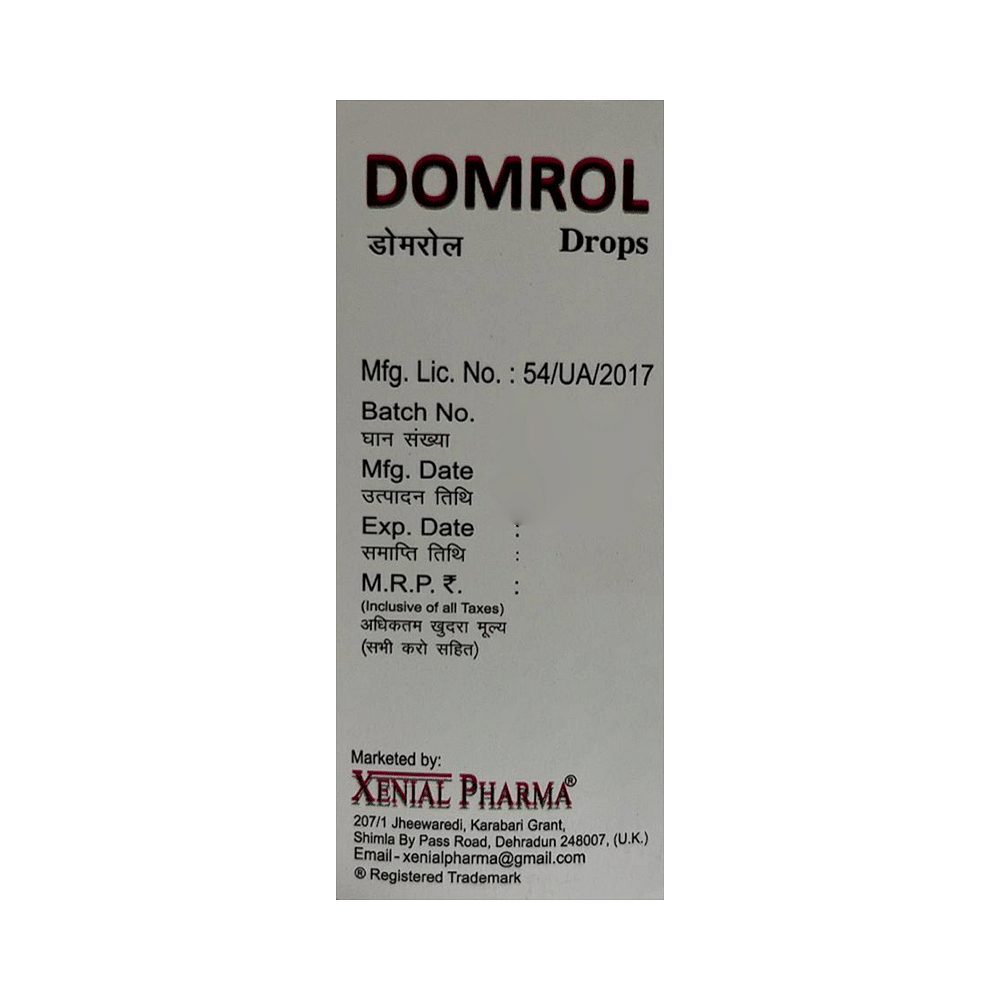 DOMROL
डोमरोल Drops
Mfg. Lic. No. : 54/UA/2017
Batch No.
घान संख्या
Mfg. Date
उत्पादन तिथि
Exp. Date :
समाप्ति तिथि :
M.R.P. ₹. :
(Inclusive of all Taxes)
अधिकतम खुदरा मूल्य
(सभी करो सहित)
Marketed by:
XENIAL PHARMA®
207/1 Jheewaredi, Karabari Grant,
Shimla By Pass Road, Dehradun 248007, (U.K.)
Email - xenialpharma@gmail.com
® Registered Trademark